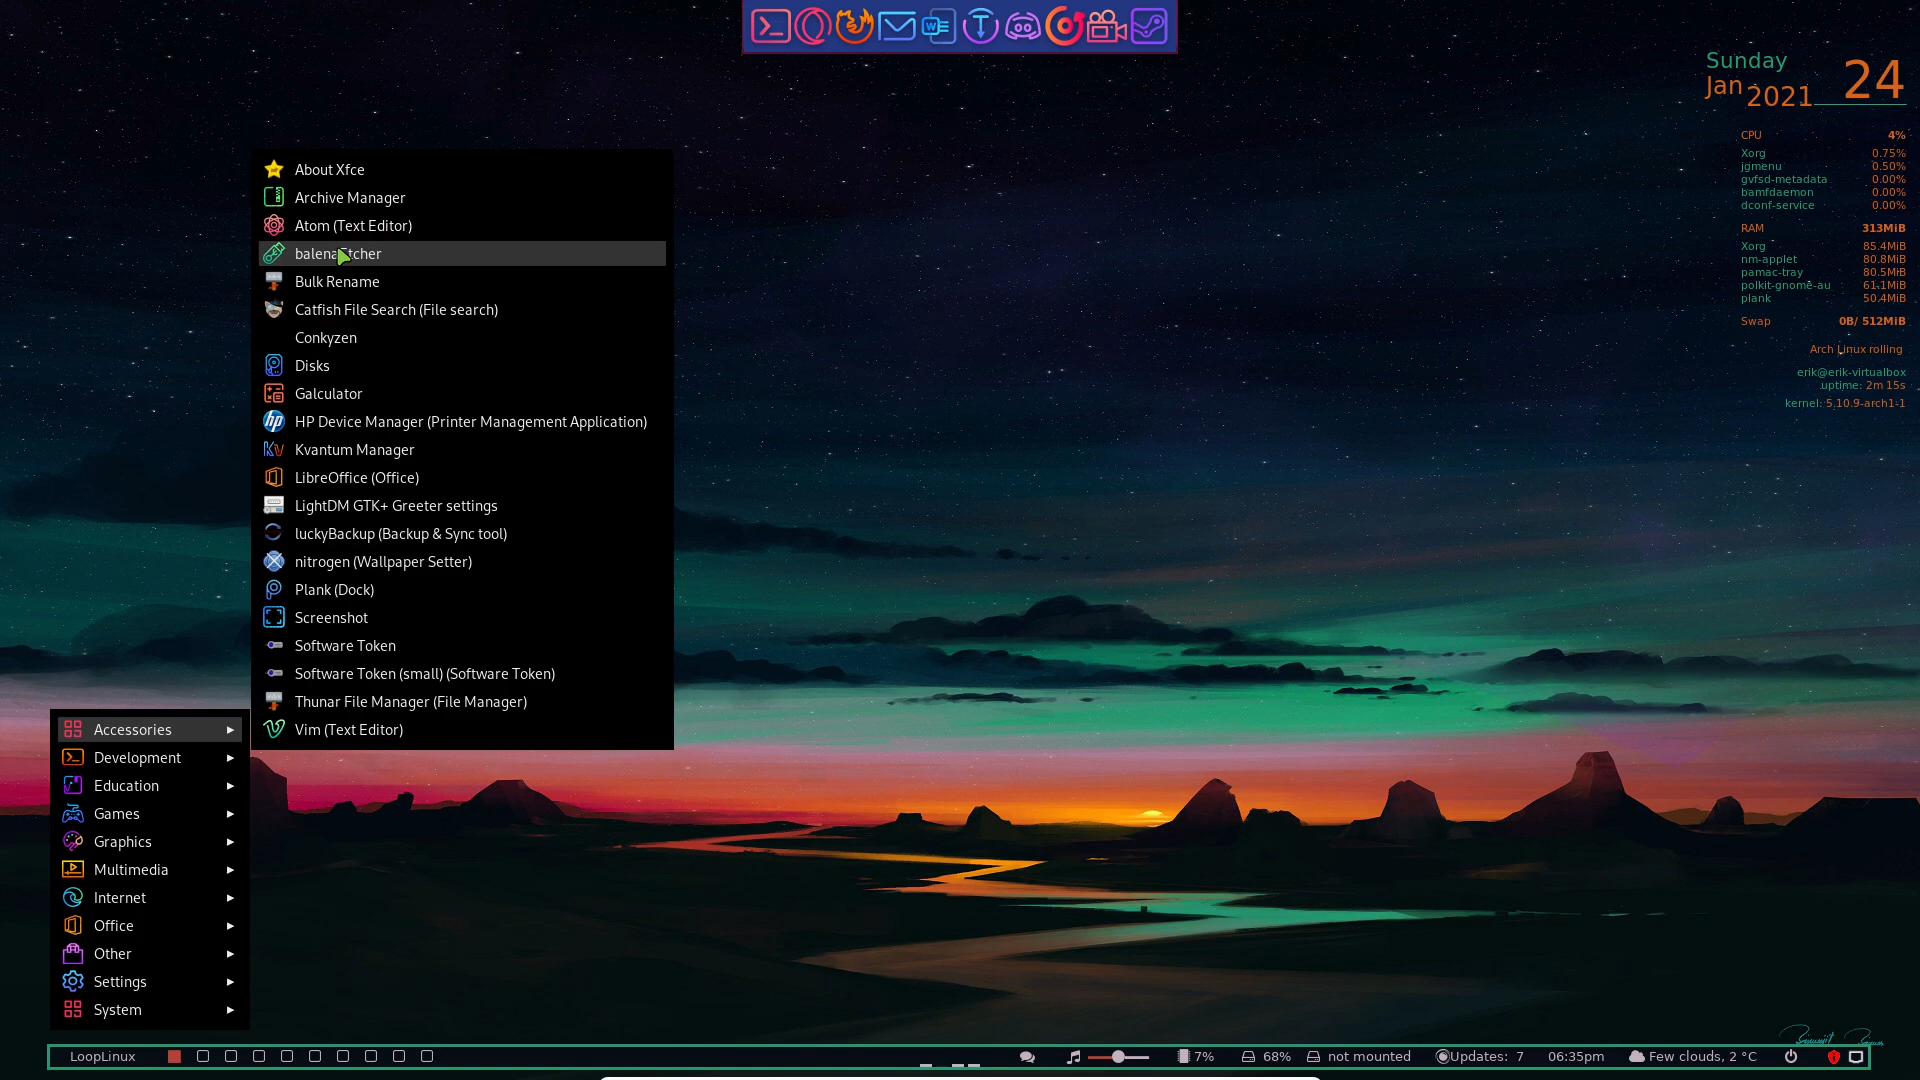 Sunday
Jan 2021 24
CPU 4%
Xorg 0.75%
jgmenu 0.50%
gvfsd-metadata 0.00%
bamfdaemon 0.00%
dconf-service 0.00%
RAM 313MiB
Xorg 85.4MiB
nm-applet 80.8MiB
pamac-tray 80.5MiB
polkit-gnome-au 61.1MiB
plank 50.4MiB
Swap 0B/ 512MiB
Arch Linux rolling
erik@erik-virtualbox
uptime: 2m 15s
kernel: 5.10.9-arch1-1
About Xfce
Archive Manager
Atom (Text Editor)
Bulk Rename
Catfish File Search (File search)
Conkyzen
Disks
Galculator
HP Device Manager (Printer Management Application)
Kvantum Manager
LibreOffice (Office)
LightDM GTK+ Greeter settings
luckyBackup (Backup & Sync tool)
nitrogen (Wallpaper Setter)
Plank (Dock)
Screenshot
Software Token
Software Token (small) (Software Token)
Thunar File Manager (File Manager)
Vim (Text Editor)
Accessories
Development
Education
Games
Graphics
Multimedia
Internet
Office
Other
Settings
System
LoopLinux 7% 68% not mounted Updates: 7 06:35pm Few clouds, 2 °C